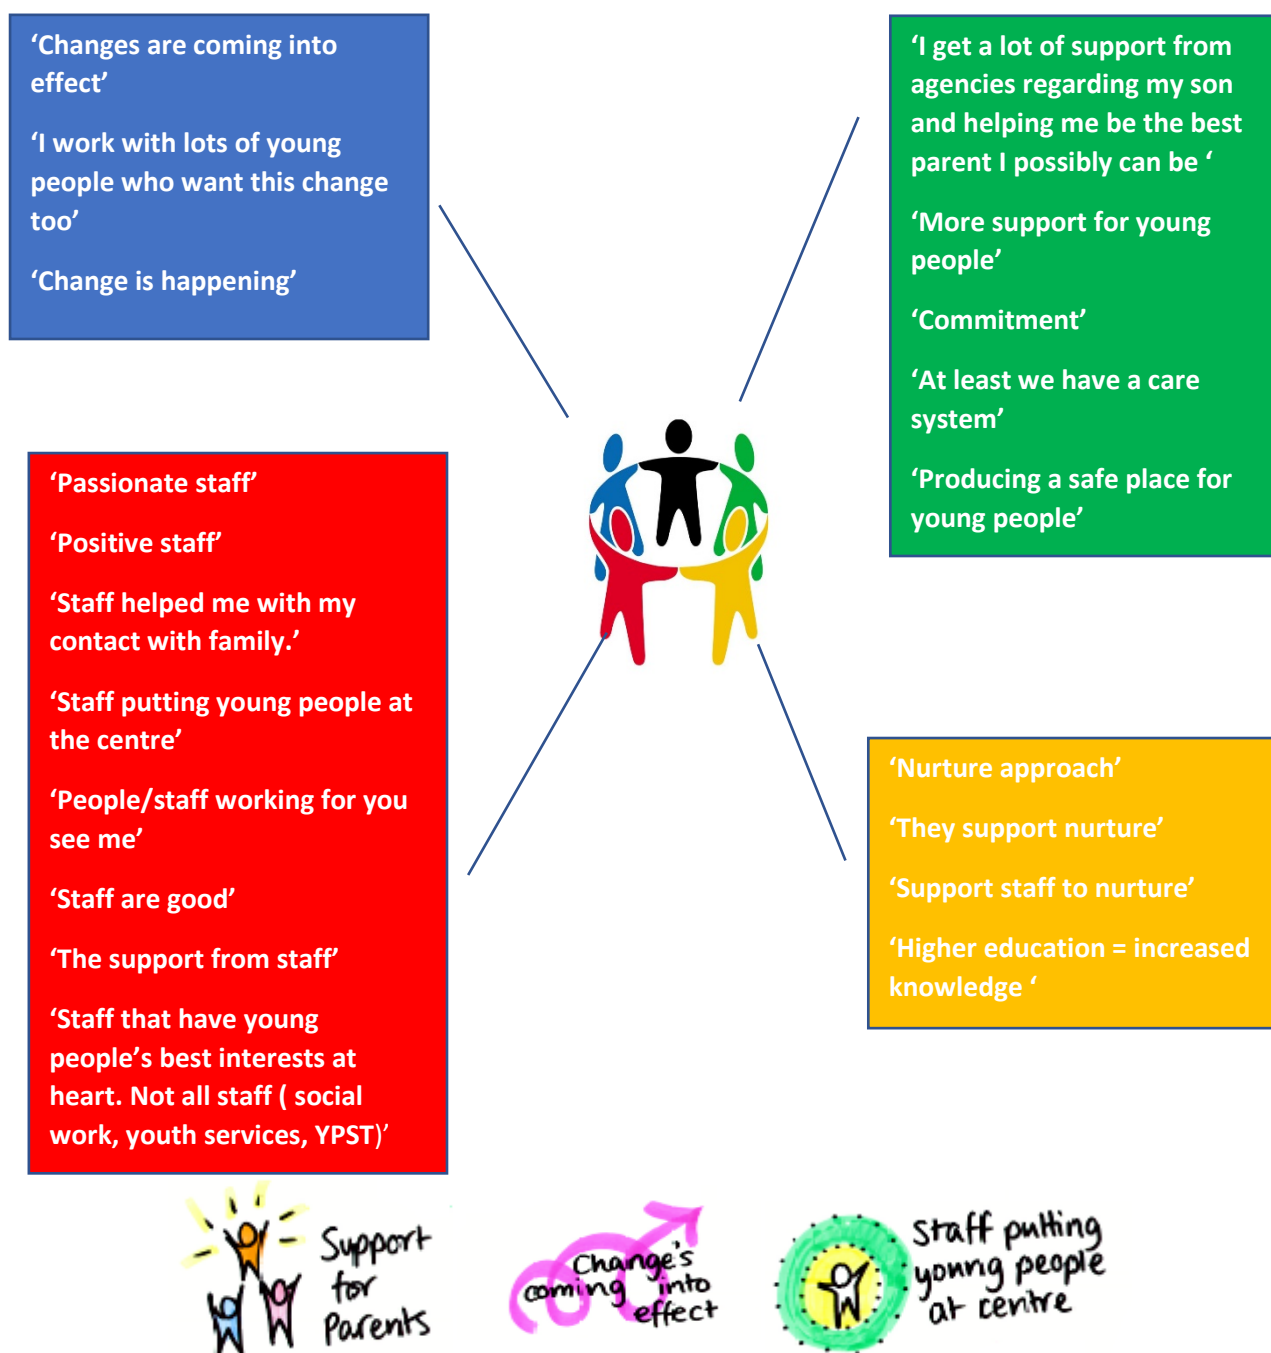 ‘Changes are coming into
effect’
‘I work with lots of young
people who want this change
too’
‘Change is happening’
‘I get a lot of support from
agencies regarding my son
and helping me be the best
parent I possibly can be ‘
‘More support for young
people’
‘Commitment’
‘At least we have a care
system’
‘Producing a safe place for
young people’
‘Passionate staff’
‘Positive staff’
‘Staff helped me with my
contact with family.’
‘Staff putting young people at
the centre’
‘People/staff working for you
see me’
‘Staff are good’
‘The support from staff’
‘Staff that have young
people’s best interests at
heart. Not all staff ( social
work, youth services, YPST)’
‘Nurture approach’
‘They support nurture’
‘Support staff to nurture’
‘Higher education = increased
knowledge ‘
Support
for
Parents
Change's
coming into
effect
Staff putting
young people
at centre